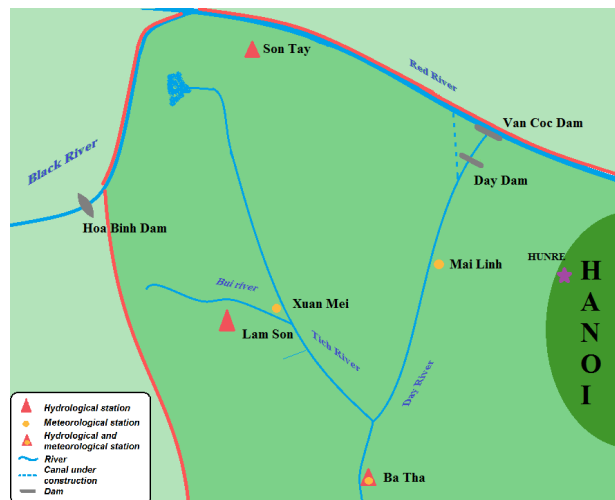 Son Tay
Red River
Van Coc Dam
Black River
Day Dam
Hoa Binh Dam
Mai Linh
HUNRE
H
A
N
O
I
Bui river
Xuan Mei
Lam Son
Tich River
Day River
Ba Tha
Hydrological station
Meteorological station
Hydrological and
meteorological station
River
Canal under
construction
Dam